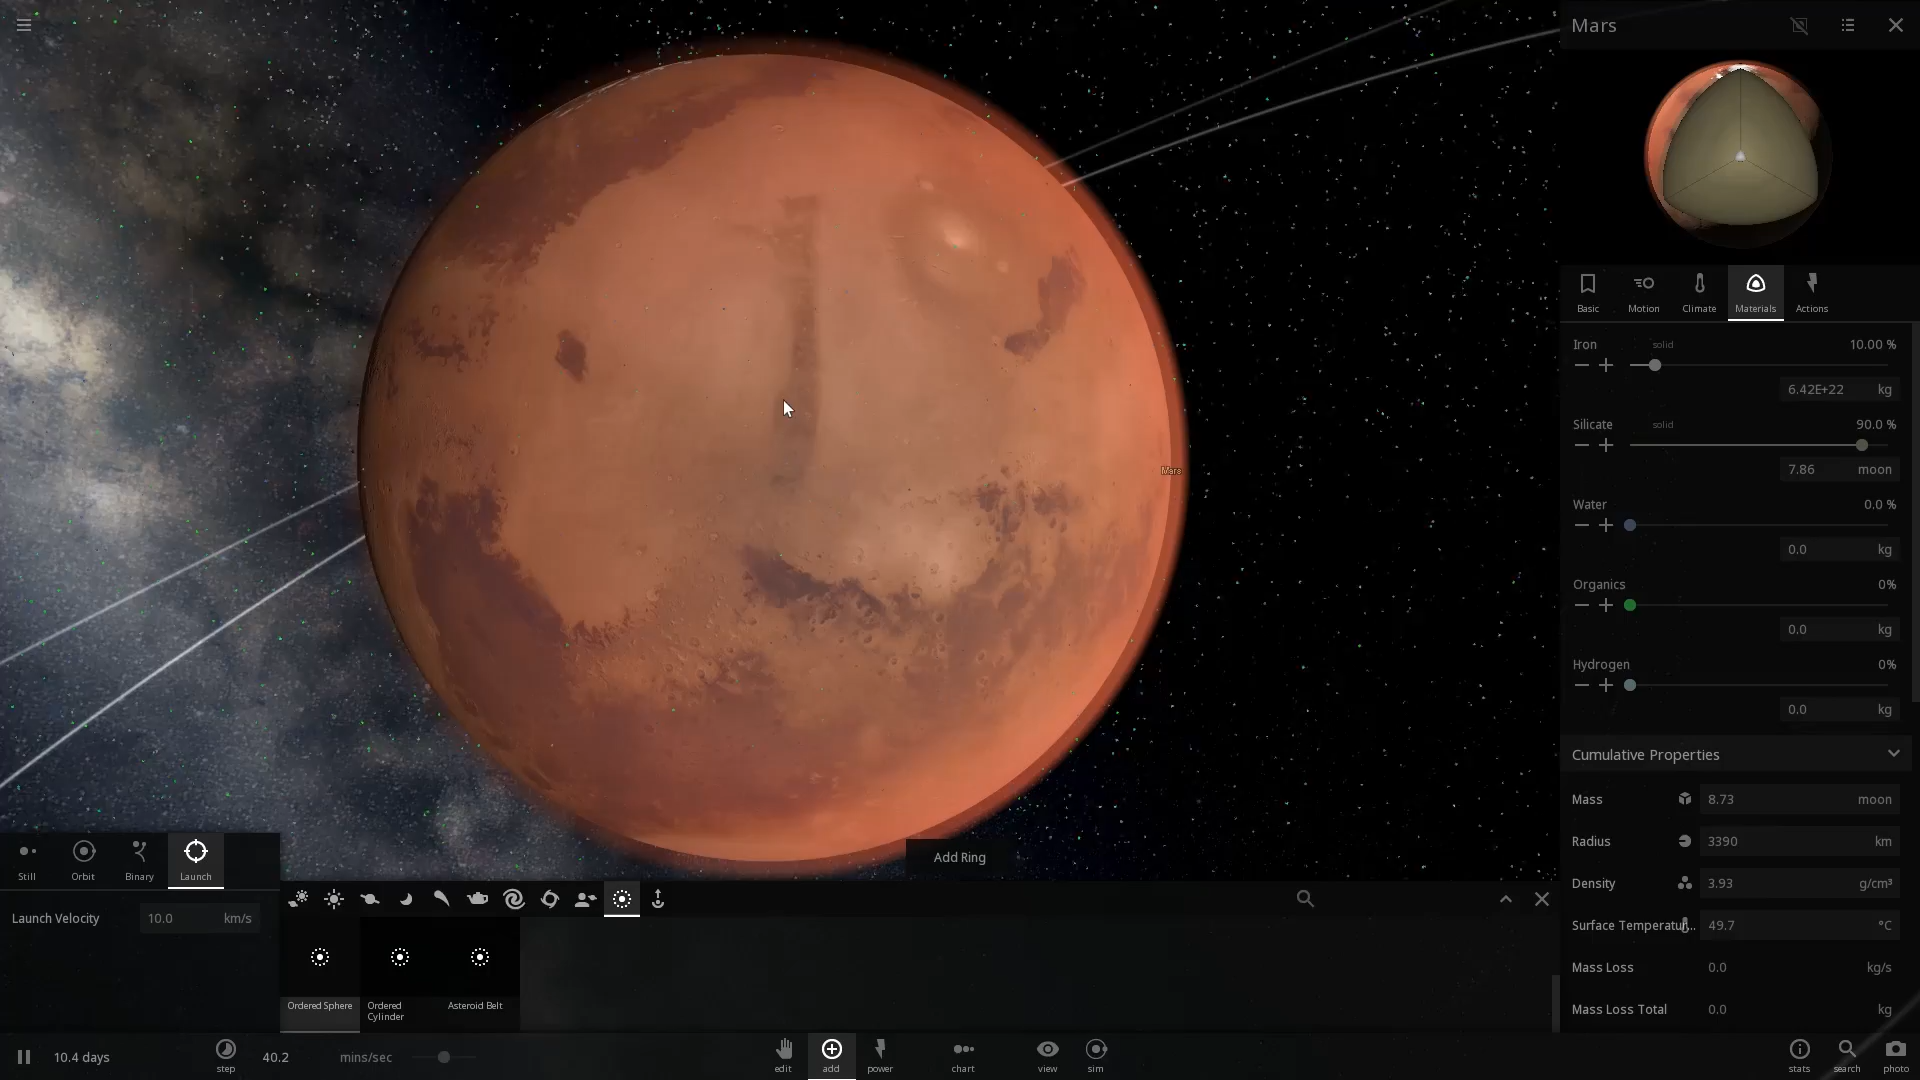 Mars
Basic
Motion
Climate
Materials
Actions
Iron solid 10.00 %
6.42E+22 kg
Silicate solid 90.0 %
7.86 moon
Water 0.0 %
0.0 kg
Organics 0%
0.0 kg
Hydrogen 0%
0.0 kg
Cumulative Properties
Mass 8.73 moon
Radius 3390 km
Density 3.93 g/cm³
Surface Temperatur... 49.7 °C
Mass Loss 0.0 kg/s
Mass Loss Total 0.0 kg
Mars
Add Ring
Still
Orbit
Binary
Launch
Launch Velocity 10.0 km/s
Ordered Sphere
Ordered
Cylinder
Asteroid Belt
10.4 days
step
40.2 mins/sec
edit
add
power
chart
view
sim
stats
search
photo